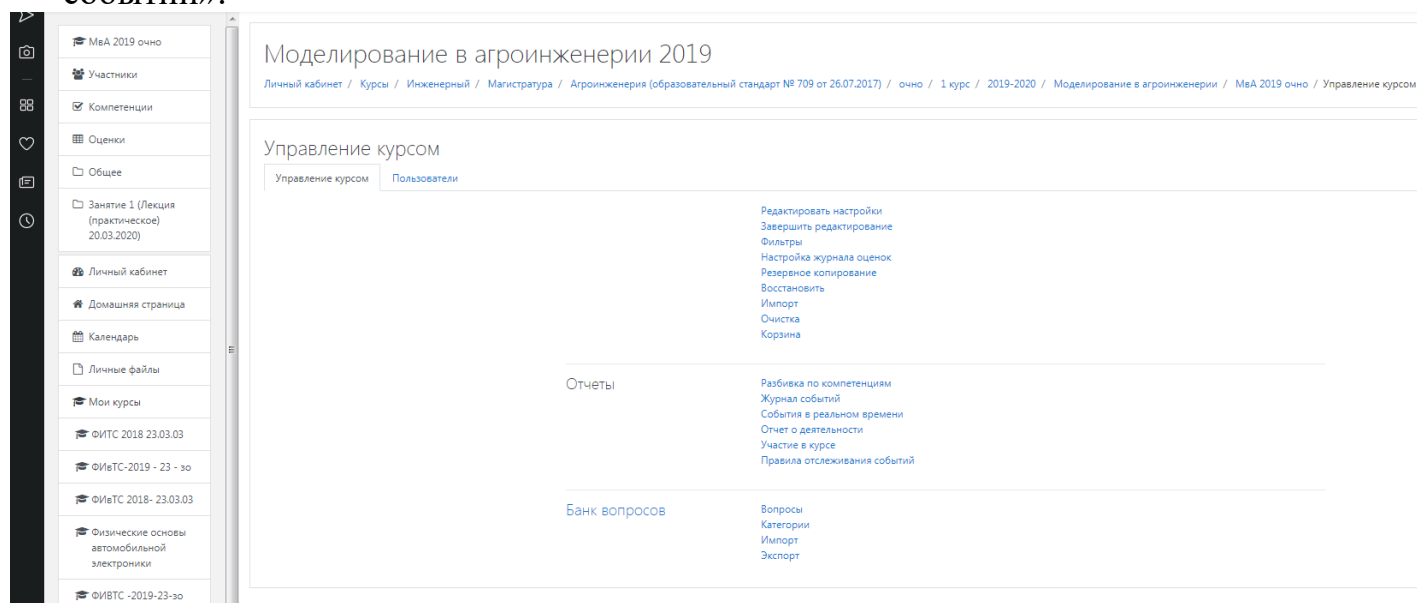 событий».
МвА 2019 очно
Участники
Компетенции
Оценки
Общее
Занятие 1 (Лекция
(практическое)
20.03.2020)
Личный кабинет
Домашняя страница
Календарь
Личные файлы
Мои курсы
ФИТС 2018 23.03.03
ФИвТС-2019 - 23 - зо
ФИвТС 2018- 23.03.03
Физические основы
автомобильной
электроники
ФИВТС -2019-23-зо
Моделирование в агроинженерии 2019
Личный кабинет / Курсы / Инженерный / Магистратура / Агроинженерия (образовательный стандарт № 709 от 26.07.2017) / очно / 1 курс / 2019-2020 / Моделирование в агроинженерии / МвА 2019 очно / Управление курсом
Управление курсом
Управление курсом Пользователи
Редактировать настройки
Завершить редактирование
Фильтры
Настройка журнала оценок
Резервное копирование
Восстановить
Импорт
Очистка
Корзина
Отчеты
Разбивка по компетенциям
Журнал событий
События в реальном времени
Отчет о деятельности
Участие в курсе
Правила отслеживания событий
Банк вопросов
Вопросы
Категории
Импорт
Экспорт